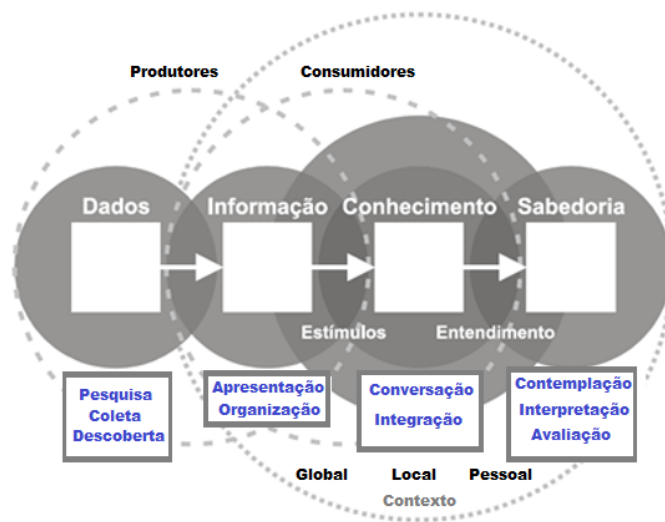 Produtores
Consumidores
Dados
Informação
Conhecimento
Sabedoria
Estímulos
Entendimento
Pesquisa
Coleta
Descoberta
Apresentação
Organização
Conversação
Integração
Contemplação
Interpretação
Avaliação
Global
Local
Pessoal
Contexto